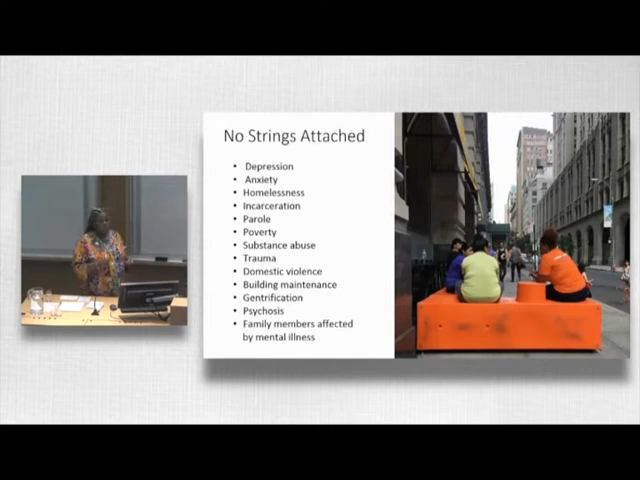 No Strings Attached
• Depression
• Anxiety
• Homelessness
• Incarceration
• Parole
• Poverty
• Substance abuse
• Trauma
• Domestic violence
• Building maintenance
• Gentrification
• Psychosis
• Family members affected
by mental illness